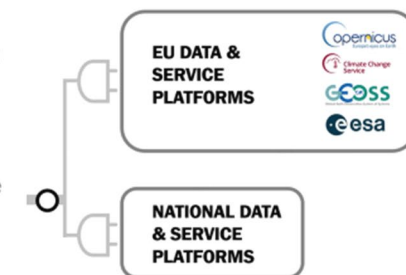 EU DATA &
SERVICE
PLATFORMS
opernicus
Climate Change
Service
GEOSS
esa
NATIONAL DATA
& SERVICE
PLATFORMS